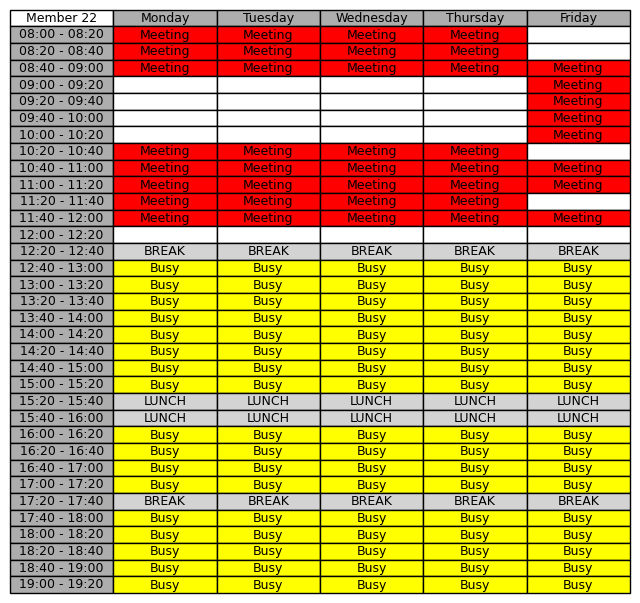 Member 22 Monday Tuesday Wednesday Thursday Friday
08:00 - 08:20 Meeting Meeting Meeting Meeting
08:20 - 08:40 Meeting Meeting Meeting Meeting
08:40 - 09:00 Meeting Meeting Meeting Meeting Meeting
09:00 - 09:20 Meeting
09:20 - 09:40 Meeting
09:40 - 10:00 Meeting
10:00 - 10:20 Meeting
10:20 - 10:40 Meeting Meeting Meeting Meeting
10:40 - 11:00 Meeting Meeting Meeting Meeting Meeting
11:00 - 11:20 Meeting Meeting Meeting Meeting Meeting
11:20 - 11:40 Meeting Meeting Meeting Meeting
11:40 - 12:00 Meeting Meeting Meeting Meeting Meeting
12:00 - 12:20
12:20 - 12:40 BREAK BREAK BREAK BREAK BREAK
12:40 - 13:00 Busy Busy Busy Busy Busy
13:00 - 13:20 Busy Busy Busy Busy Busy
13:20 - 13:40 Busy Busy Busy Busy Busy
13:40 - 14:00 Busy Busy Busy Busy Busy
14:00 - 14:20 Busy Busy Busy Busy Busy
14:20 - 14:40 Busy Busy Busy Busy Busy
14:40 - 15:00 Busy Busy Busy Busy Busy
15:00 - 15:20 Busy Busy Busy Busy Busy
15:20 - 15:40 LUNCH LUNCH LUNCH LUNCH LUNCH
15:40 - 16:00 LUNCH LUNCH LUNCH LUNCH LUNCH
16:00 - 16:20 Busy Busy Busy Busy Busy
16:20 - 16:40 Busy Busy Busy Busy Busy
16:40 - 17:00 Busy Busy Busy Busy Busy
17:00 - 17:20 Busy Busy Busy Busy Busy
17:20 - 17:40 BREAK BREAK BREAK BREAK BREAK
17:40 - 18:00 Busy Busy Busy Busy Busy
18:00 - 18:20 Busy Busy Busy Busy Busy
18:20 - 18:40 Busy Busy Busy Busy Busy
18:40 - 19:00 Busy Busy Busy Busy Busy
19:00 - 19:20 Busy Busy Busy Busy Busy